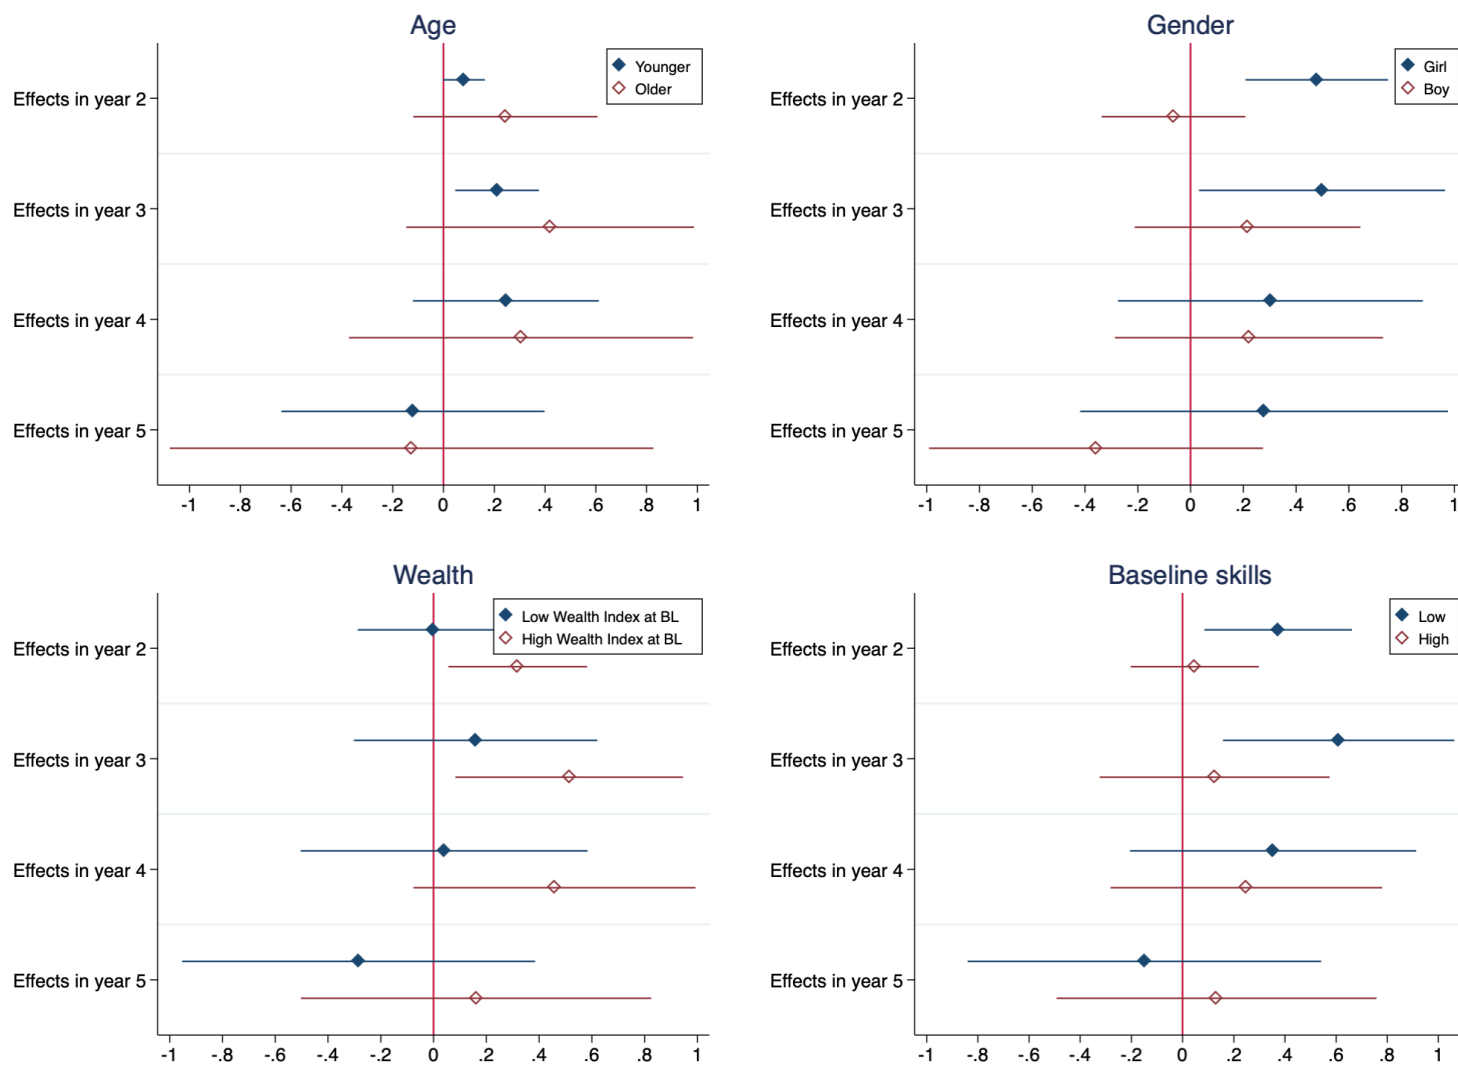 Age
Younger
Older
Effects in year 2
Effects in year 3
Effects in year 4
Effects in year 5
-1 -.8 -.6 -.4 -.2 0 .2 .4 .6 .8 1
Gender
Girl
Boy
Effects in year 2
Effects in year 3
Effects in year 4
Effects in year 5
-1 -.8 -.6 -.4 -.2 0 .2 .4 .6 .8 1
Wealth
Low Wealth Index at BL
High Wealth Index at BL
Effects in year 2
Effects in year 3
Effects in year 4
Effects in year 5
-1 -.8 -.6 -.4 -.2 0 .2 .4 .6 .8 1
Baseline skills
Low
High
Effects in year 2
Effects in year 3
Effects in year 4
Effects in year 5
-1 -.8 -.6 -.4 -.2 0 .2 .4 .6 .8 1